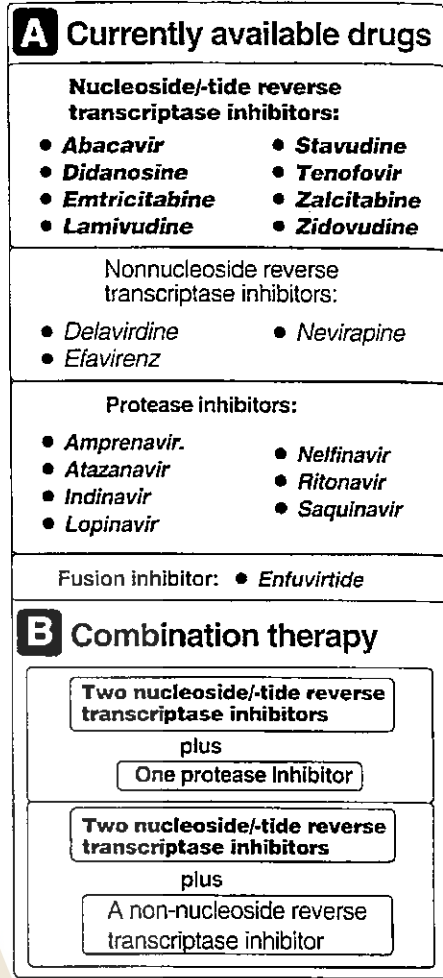 A Currently available drugs
Nucleoside/-tide reverse
transcriptase inhibitors:
● Abacavir
● Didanosine
● Emtricitabine
● Lamivudine
● Stavudine
● Tenofovir
● Zalcitabine
● Zidovudine
Nonnucleoside reverse
transcriptase inhibitors:
● Delavirdine
● Efavirenz
● Nevirapine
Protease inhibitors:
● Amprenavir.
● Atazanavir
● Indinavir
● Lopinavir
● Nelfinavir
● Ritonavir
● Saquinavir
Fusion inhibitor: ● Enfuvirtide
B Combination therapy
Two nucleoside/-tide reverse
transcriptase inhibitors
plus
One protease Inhibitor
Two nucleoside/-tide reverse
transcriptase inhibitors
plus
A non-nucleoside reverse
transcriptase inhibitor